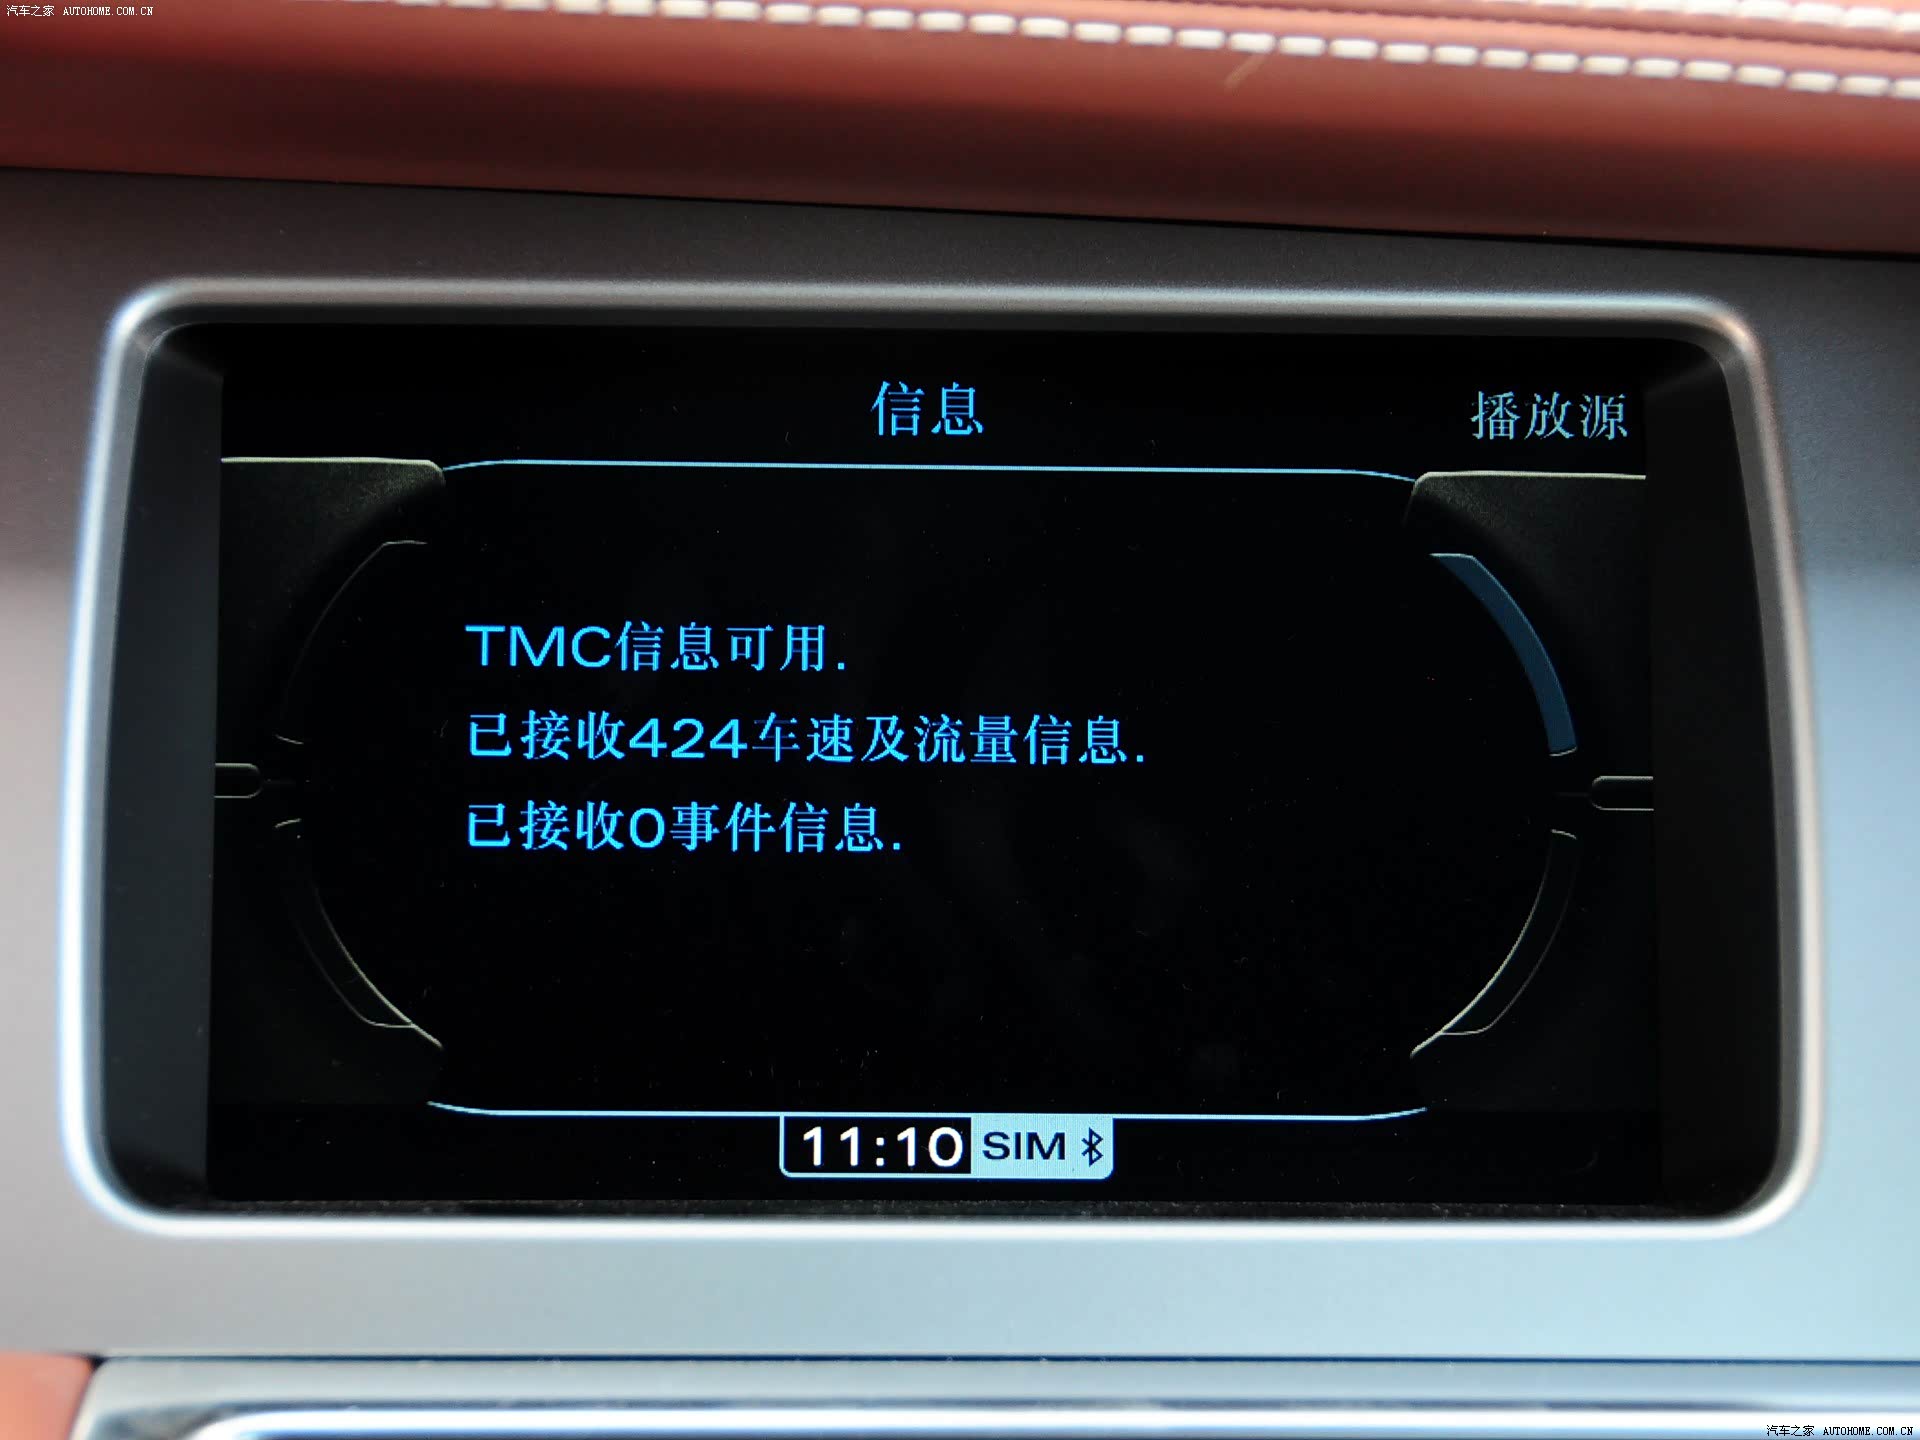 汽车之家 AUTOHOME.COM.CN
信息
播放源
TMC信息可用.
已接收424车速及流量信息.
已接收0事件信息.
11:10 SIM
汽车之家 AUTOHOME.COM.CN